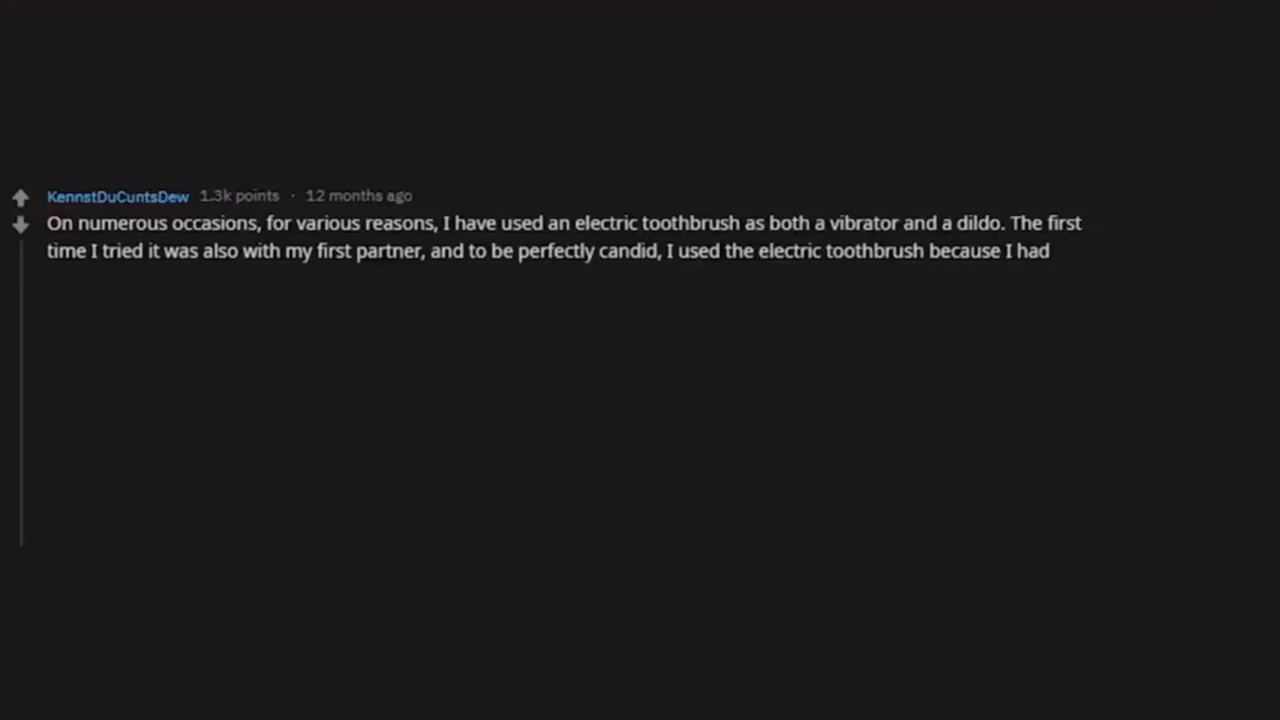 KennstDuCuntsDew 1.3k points · 12 months ago
On numerous occasions, for various reasons, I have used an electric toothbrush as both a vibrator and a dildo. The first
time I tried it was also with my first partner, and to be perfectly candid, I used the electric toothbrush because I had